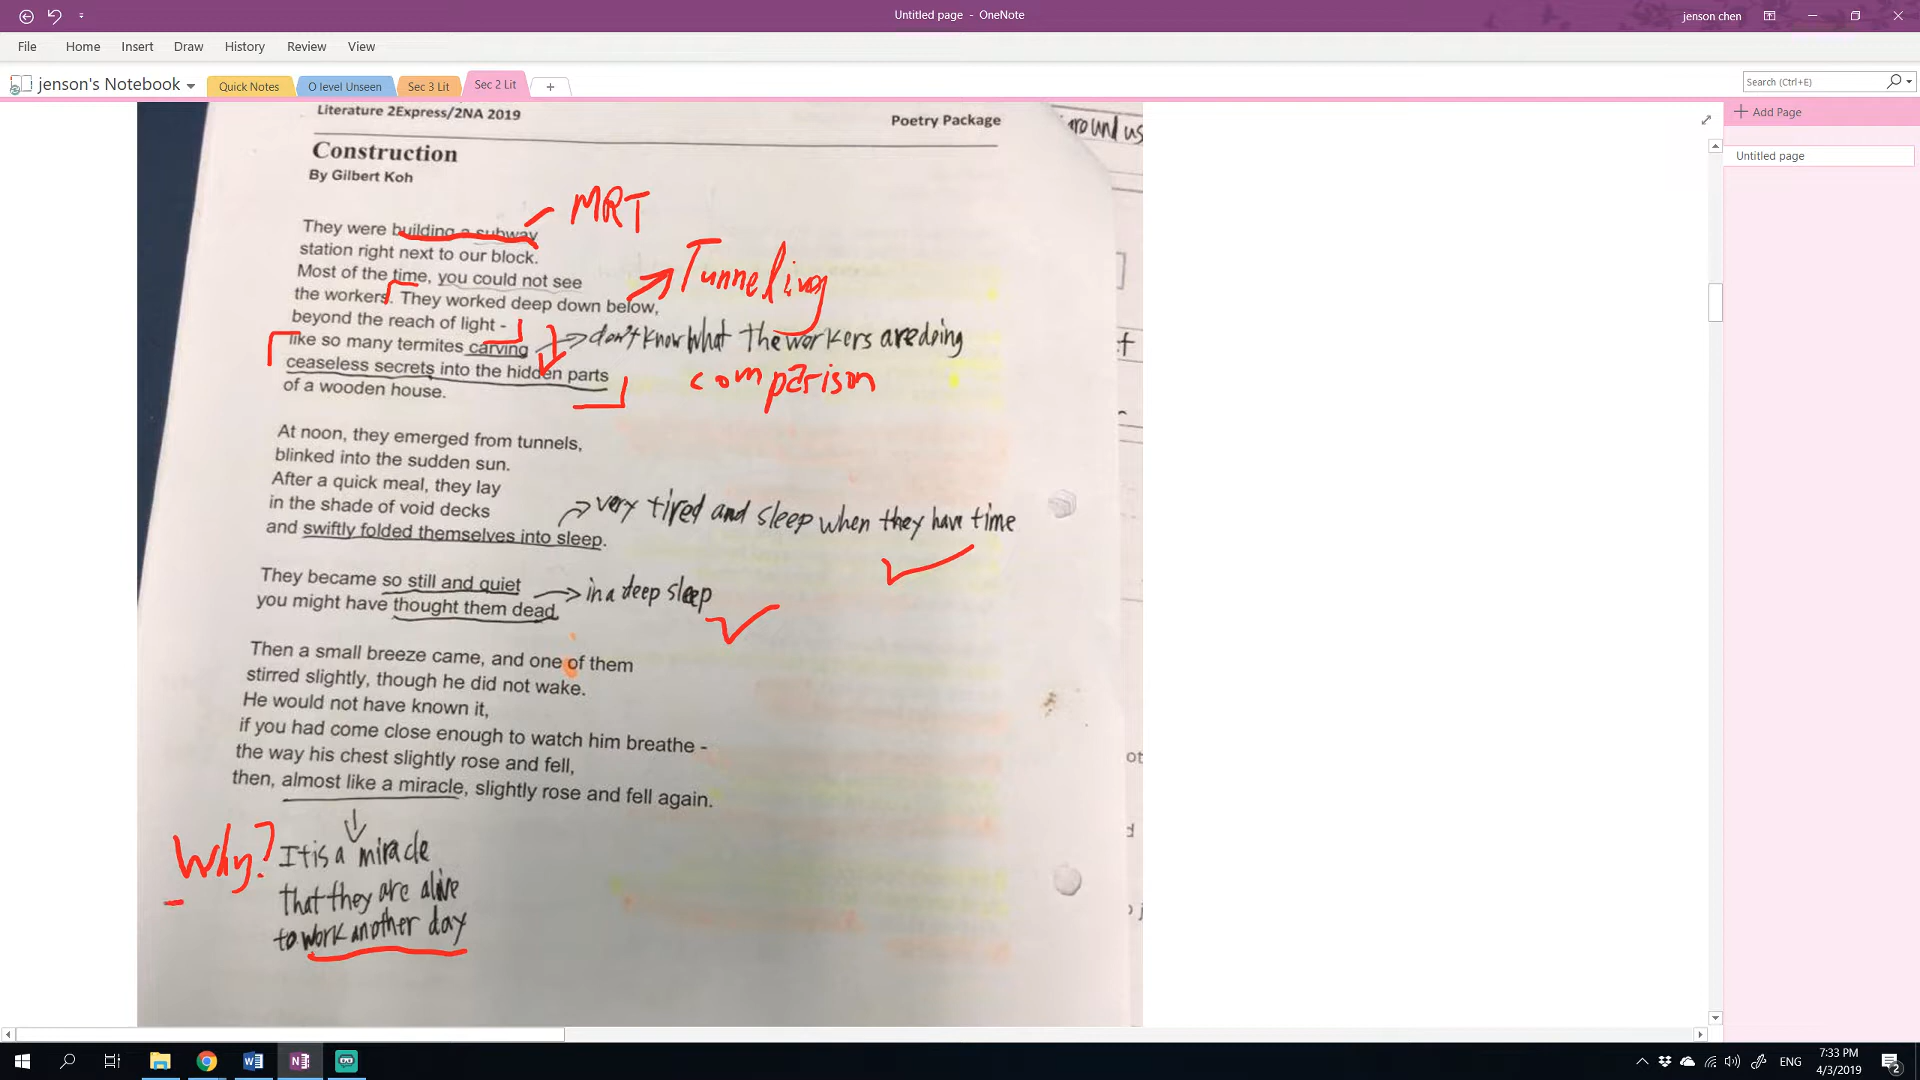 Untitled page - OneNote
jenson chen
File Home Insert Draw History Review View
jenson's Notebook
Quick Notes O level Unseen Sec 3 Lit Sec 2 Lit
Search (Ctrl+E)
Add Page
Untitled page
Literature 2Express/2NA 2019
Poetry Package
around us
Construction
By Gilbert Koh
MRT
They were building a subway
station right next to our block.
Tunneling
Most of the time, you could not see
the workers. They worked deep down below,
beyond the reach of light -
don't know what the workers are doing
like so many termites carving
ceaseless secrets into the hidden parts
comparison
of a wooden house.
At noon, they emerged from tunnels,
blinked into the sudden sun.
After a quick meal, they lay
in the shade of void decks
very tired and sleep when they have time
and swiftly folded themselves into sleep.
They became so still and quiet
in a deep sleep
you might have thought them dead.
Then a small breeze came, and one of them
stirred slightly, though he did not wake.
He would not have known it,
if you had come close enough to watch him breathe -
the way his chest slightly rose and fell,
then, almost like a miracle, slightly rose and fell again.
Why?
It is a miracle
that they are alive
to work another day
ENG
7:33 PM
4/3/2019
2